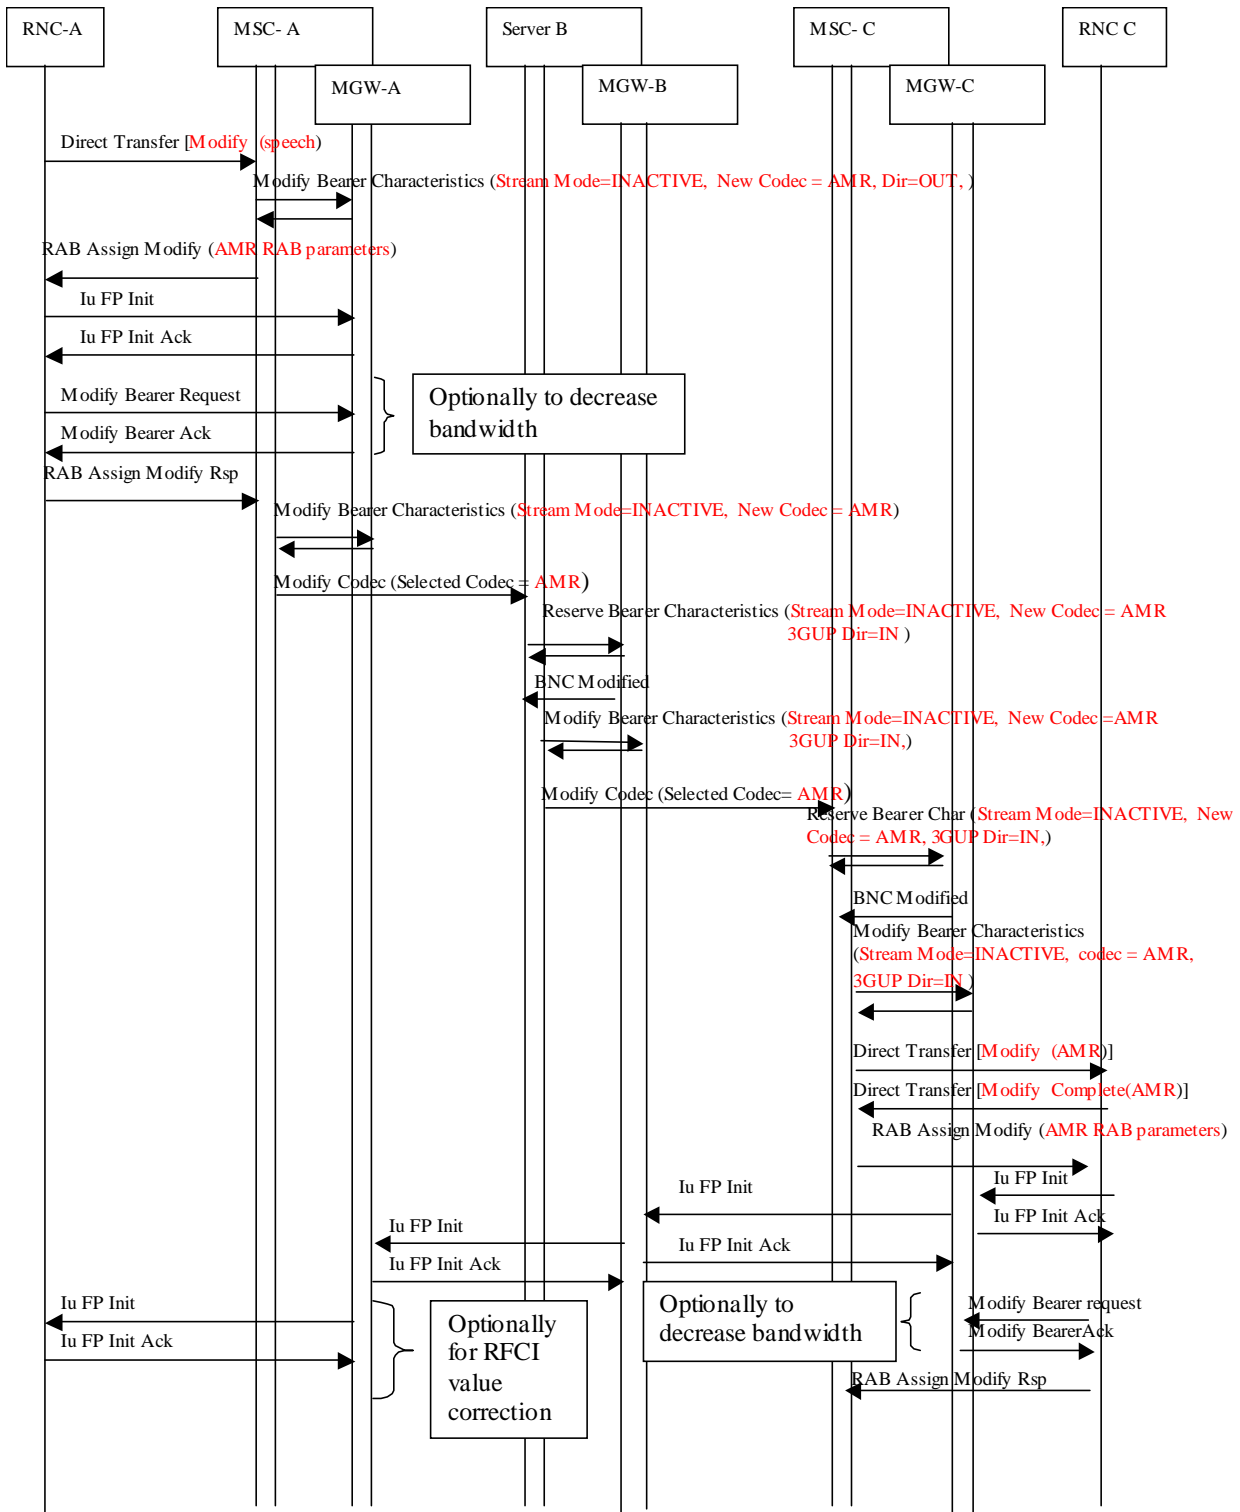 RNC-A
MSC- A
Server B
MSC- C
RNC C
MGW-A
MGW-B
MGW-C
Direct Transfer [Modify (speech)
Modify Bearer Characteristics (Stream Mode=INACTIVE, New Codec = AMR, Dir=OUT, )
RAB Assign Modify (AMR RAB parameters)
Iu FP Init
Iu FP Init Ack
Modify Bearer Request
Optionally to decrease
bandwidth
Modify Bearer Ack
RAB Assign Modify Rsp
Modify Bearer Characteristics (Stream Mode=INACTIVE, New Codec = AMR)
Modify Codec (Selected Codec = AMR)
Reserve Bearer Characteristics (Stream Mode=INACTIVE, New Codec = AMR
3GUP Dir=IN )
BNC Modified
Modify Bearer Characteristics (Stream Mode=INACTIVE, New Codec =AMR
3GUP Dir=IN,)
Modify Codec (Selected Codec= AMR)
Reserve Bearer Char (Stream Mode=INACTIVE, New
Codec = AMR, 3GUP Dir=IN,)
BNC Modified
Modify Bearer Characteristics
(Stream Mode=INACTIVE, codec = AMR,
3GUP Dir=IN )
Direct Transfer [Modify (AMR)]
Direct Transfer [Modify Complete(AMR)]
RAB Assign Modify (AMR RAB parameters)
Iu FP Init
Iu FP Init
Iu FP Init Ack
Iu FP Init
Iu FP Init Ack
Iu FP Init Ack
Iu FP Init
Iu FP Init Ack
Optionally
for RFCI
value
correction
Optionally to
decrease bandwidth
Modify Bearer request
Modify BearerAck
RAB Assign Modify Rsp